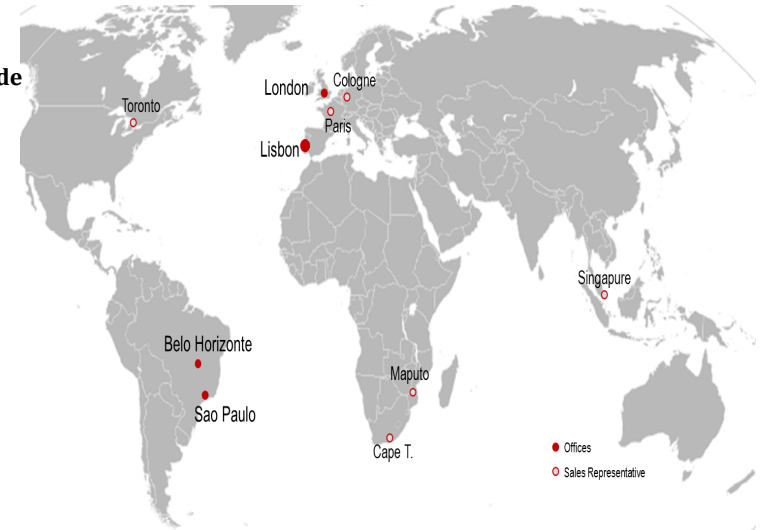 de
London
Cologne
Toronto
Paris
Lisbon
Singapure
Belo Horizonte
Maputo
Sao Paulo
Cape T.
Offices
Sales Representative